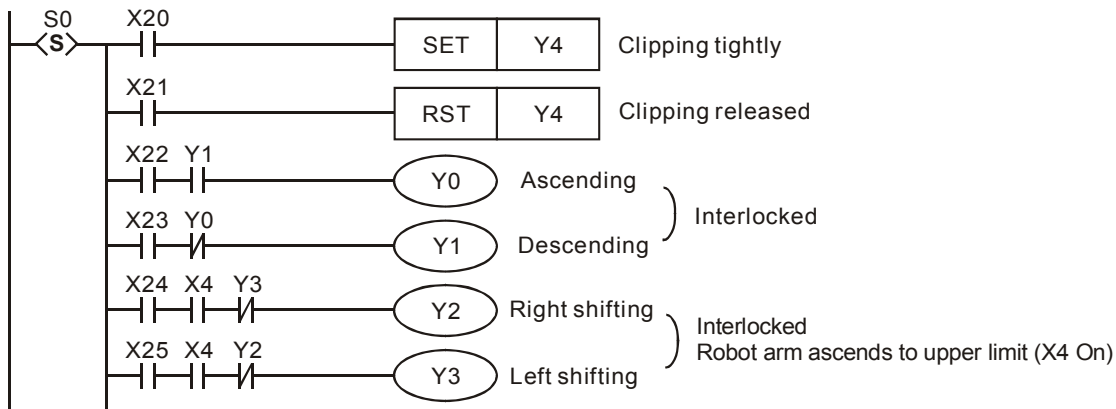 S0
S
X20
SET Y4 Clipping tightly
X21
RST Y4 Clipping released
X22 Y1
Y0 Ascending
X23 Y0
Interlocked
Y1 Descending
X24 X4 Y3
Y2 Right shifting
Interlocked
Robot arm ascends to upper limit (X4 On)
X25 X4 Y2
Y3 Left shifting